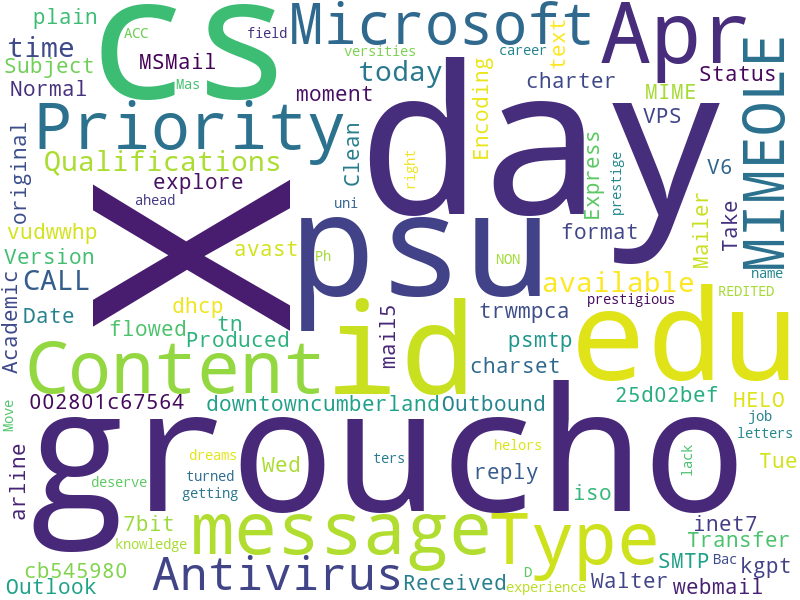 plain
CS
ACC
MSMail
Mas
field
Microsoft
versities
career
text
Apr
time
Subject
Normal
today
moment
charter
Status
MIME
MIMEOLE
Priority
day
VPS
Encoding
Clean
Express
original
Qualifications
explore
right
prestige
V6
X
ahead
uni
psu
Take
Mailer
vudwwhp
avast
Ph
NON
format
Version
Academic
CALL
available
name
prestigious
REDITED
dhcp
id
trwmpca
Date
flowed
tn
Produced
mail5
psmtp
edu
Content
charset
002801c67564
downtowncumberland
Outbound
25d02bef
HELO
Move
groucho
job
letters
dreams
helors
lack
arline
Wed
ters
reply
Tue
deserve
turned
getting
iso
7bit
message
Type
inet7
knowledge
Transfer
cb545980
Antivirus
Received
D
experience
Walter
SMTP
Bac
kgpt
Outlook
webmail